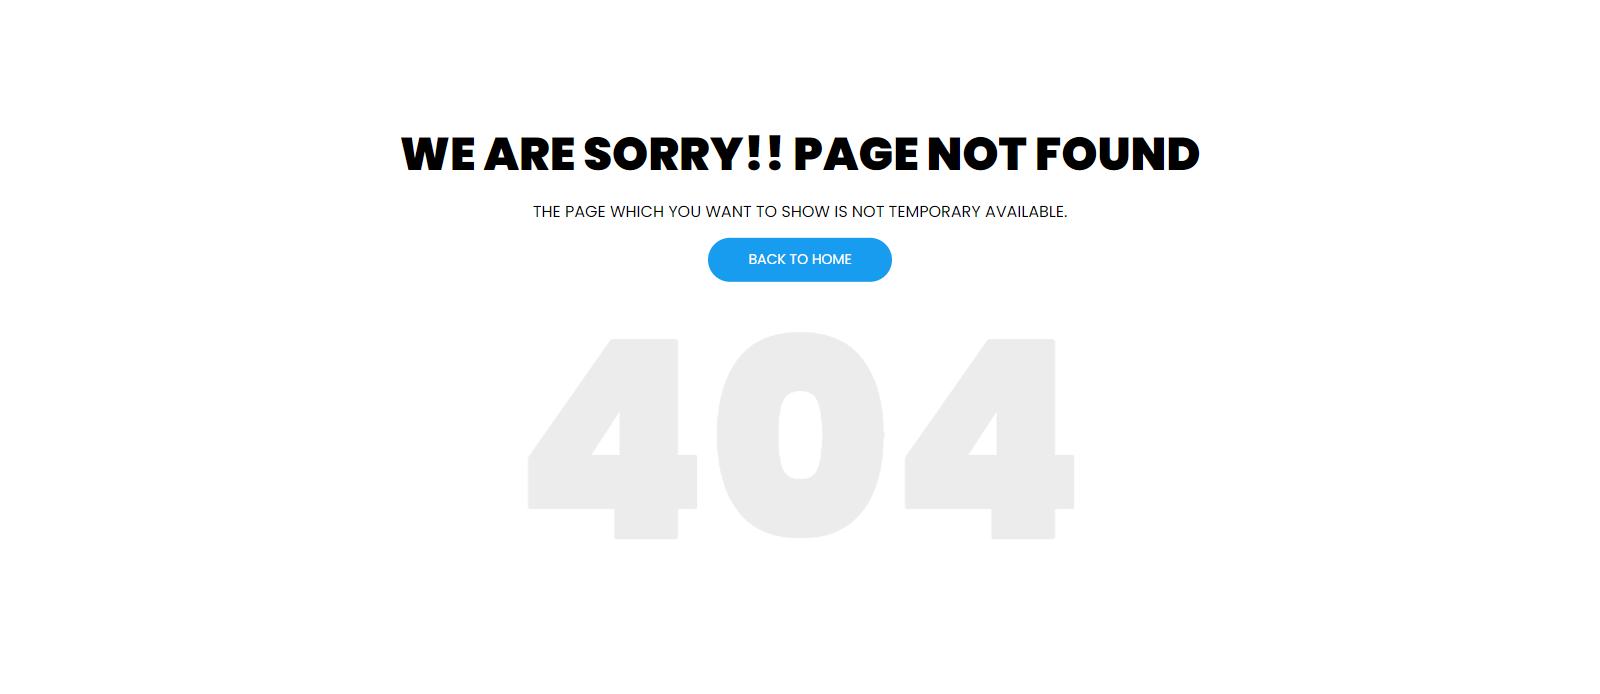 WE ARE SORRY!! PAGE NOT FOUND
THE PAGE WHICH YOU WANT TO SHOW IS NOT TEMPORARY AVAILABLE.
BACK TO HOME
404